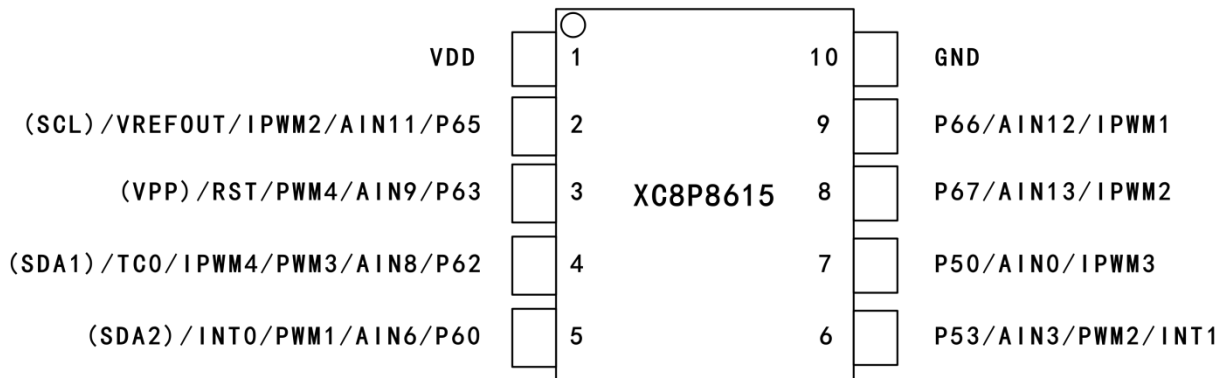 VDD 1 10 GND
(SCL)/VREFOUT/IPWM2/AIN11/P65 2 9 P66/AIN12/IPWM1
(VPP)/RST/PWM4/AIN9/P63 3 XC8P8615 8 P67/AIN13/IPWM2
(SDA1)/TC0/IPWM4/PWM3/AIN8/P62 4 7 P50/AIN0/IPWM3
(SDA2)/INT0/PWM1/AIN6/P60 5 6 P53/AIN3/PWM2/INT1